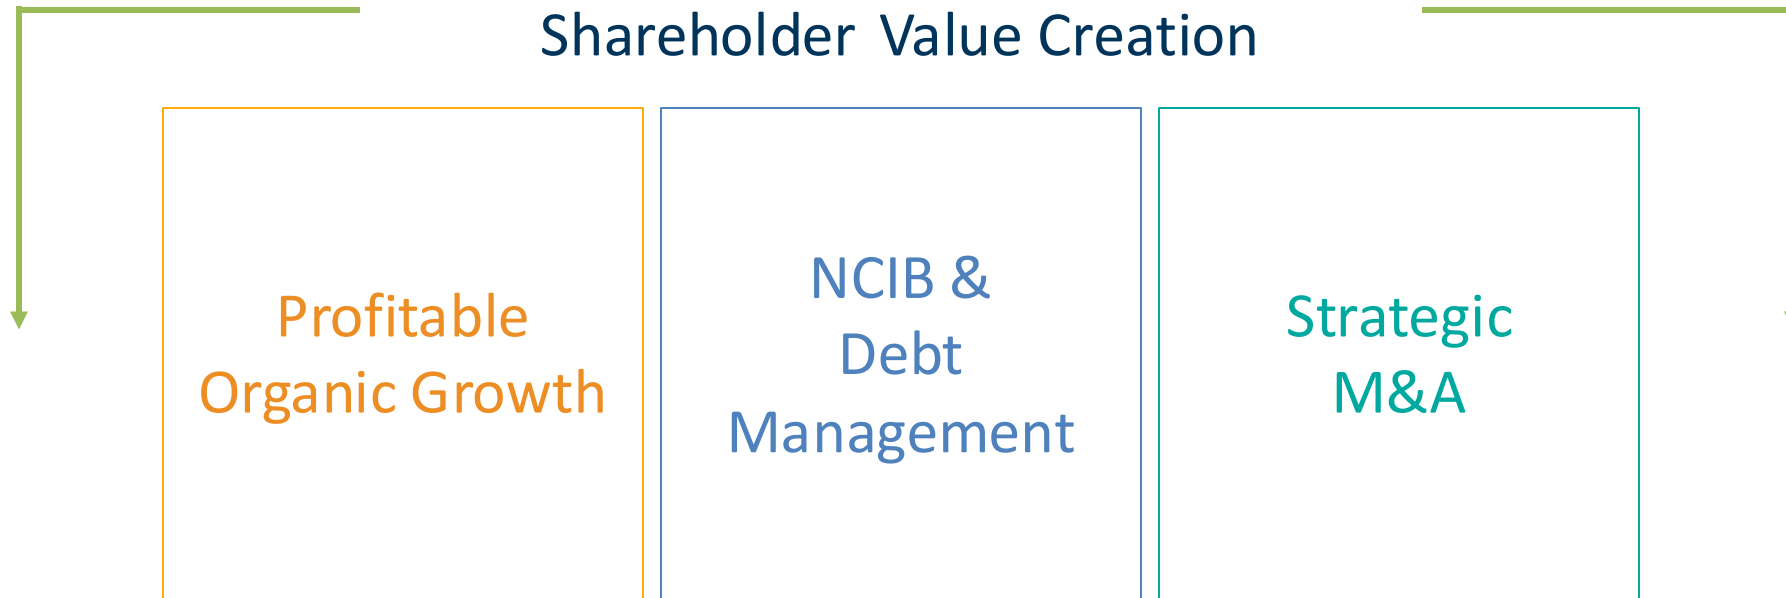 Shareholder Value Creation
Profitable
Organic Growth
NCIB &
Debt
Management
Strategic
M&A